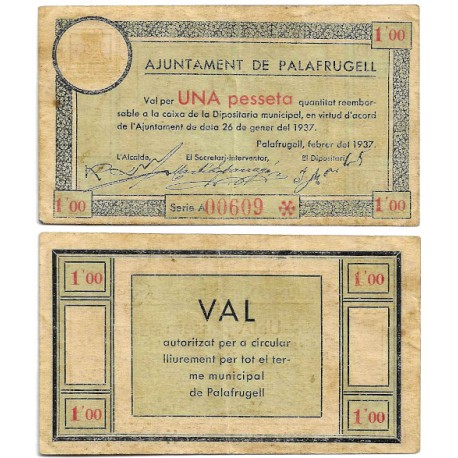 1'00
AJUNTAMENT DE PALAFRUGELL
Val per UNA pesseta quantitat reembor-
sable a la caixa de la Dipositaria municipal, en virtud d'acord
de l'Ajuntament de data 26 de gener del 1937.
Palafrugell, febrer del 1937.
L'Alcalde, El Secretari-Interventor, El Dipositari,
1'00 Serie A 00609 1'00
1'00 1'00
VAL
autoritzat per a circular
lliurement per tot el ter-
me municipal
de Palafrugell
1'00 1'00